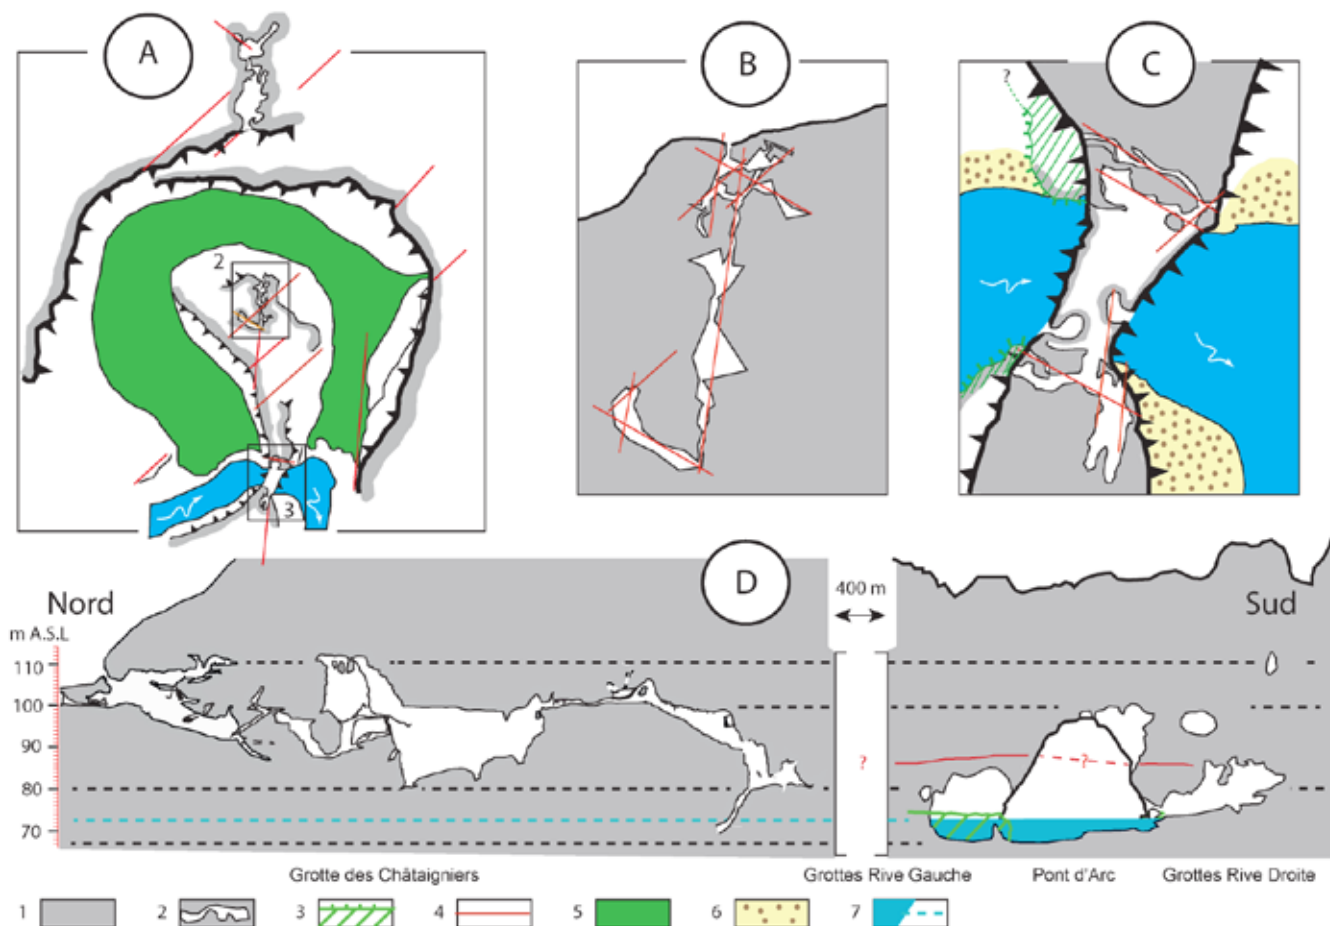 A
B
C
2
3
?
D
Nord
400 m
Sud
m A.S.L
110
100
90
80
70
?
?
Grotte des Châtaigniers
Grottes Rive Gauche
Pont d'Arc
Grottes Rive Droite
1
2
3
4
5
6
7